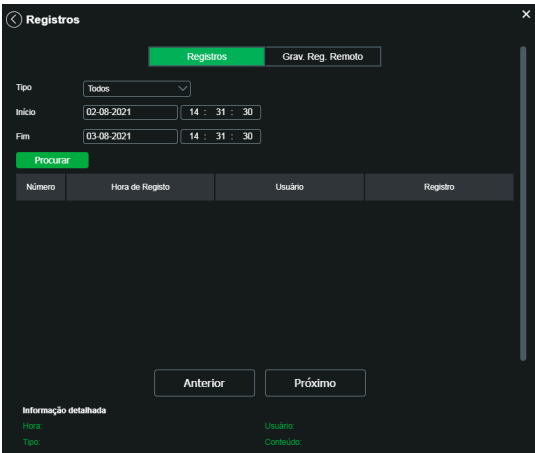 Registros
Registros Grav. Reg. Remoto
Tipo Todos
Início 02-08-2021 14 : 31 : 30
Fim 03-08-2021 14 : 31 : 30
Procurar
Número Hora de Registo Usuário Registro
Anterior Próximo
Informação detalhada
Hora: Usuário:
Tipo: Conteúdo: